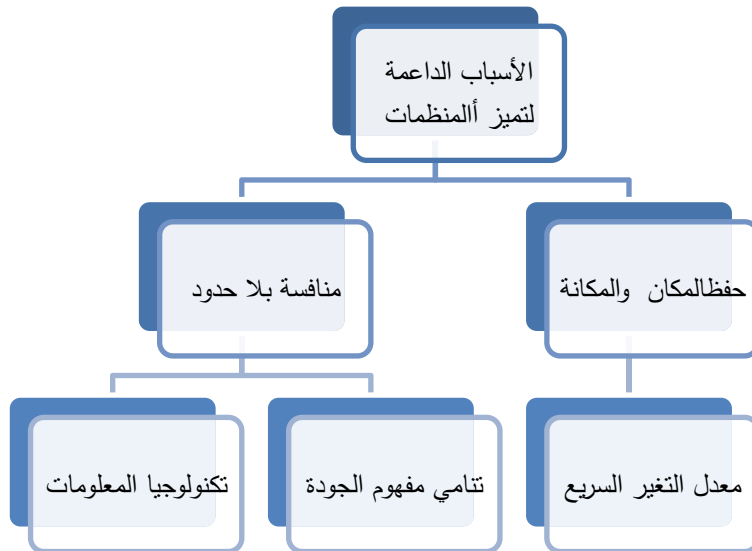 الأسباب الداعمة
لتميز أالمنظمات
حفظالمكان والمكانة
منافسة بلا حدود
معدل التغير السريع
تنامي مفهوم الجودة
تكنولوجيا المعلومات